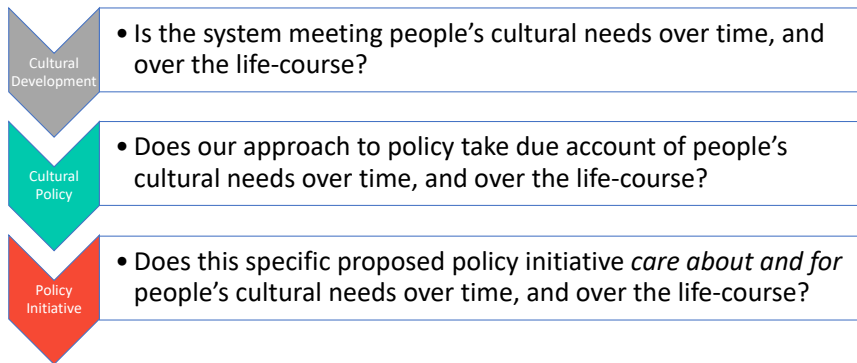 Cultural
Development
• Is the system meeting people’s cultural needs over time, and
over the life-course?
Cultural
Policy
• Does our approach to policy take due account of people’s
cultural needs over time, and over the life-course?
Policy
Initiative
• Does this specific proposed policy initiative care about and for
people’s cultural needs over time, and over the life-course?